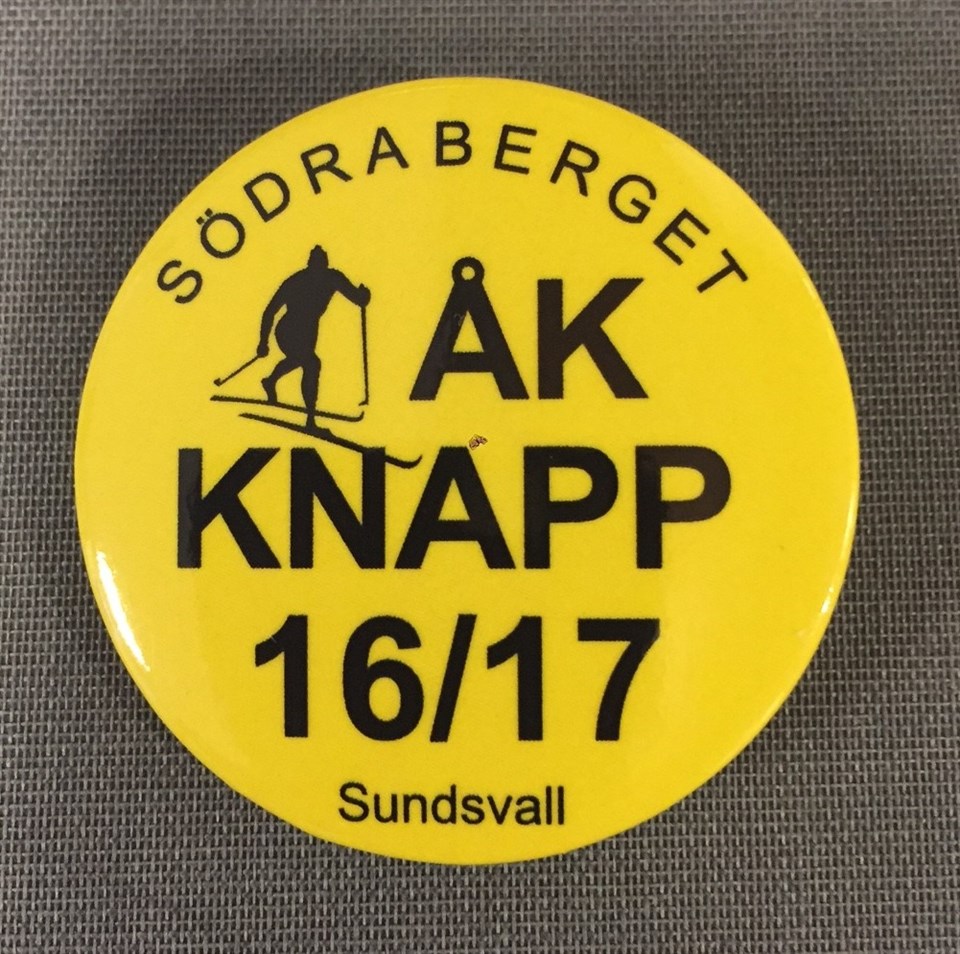 SÖDRABERGET
ÅK
KNAPP
16/17
Sundsvall